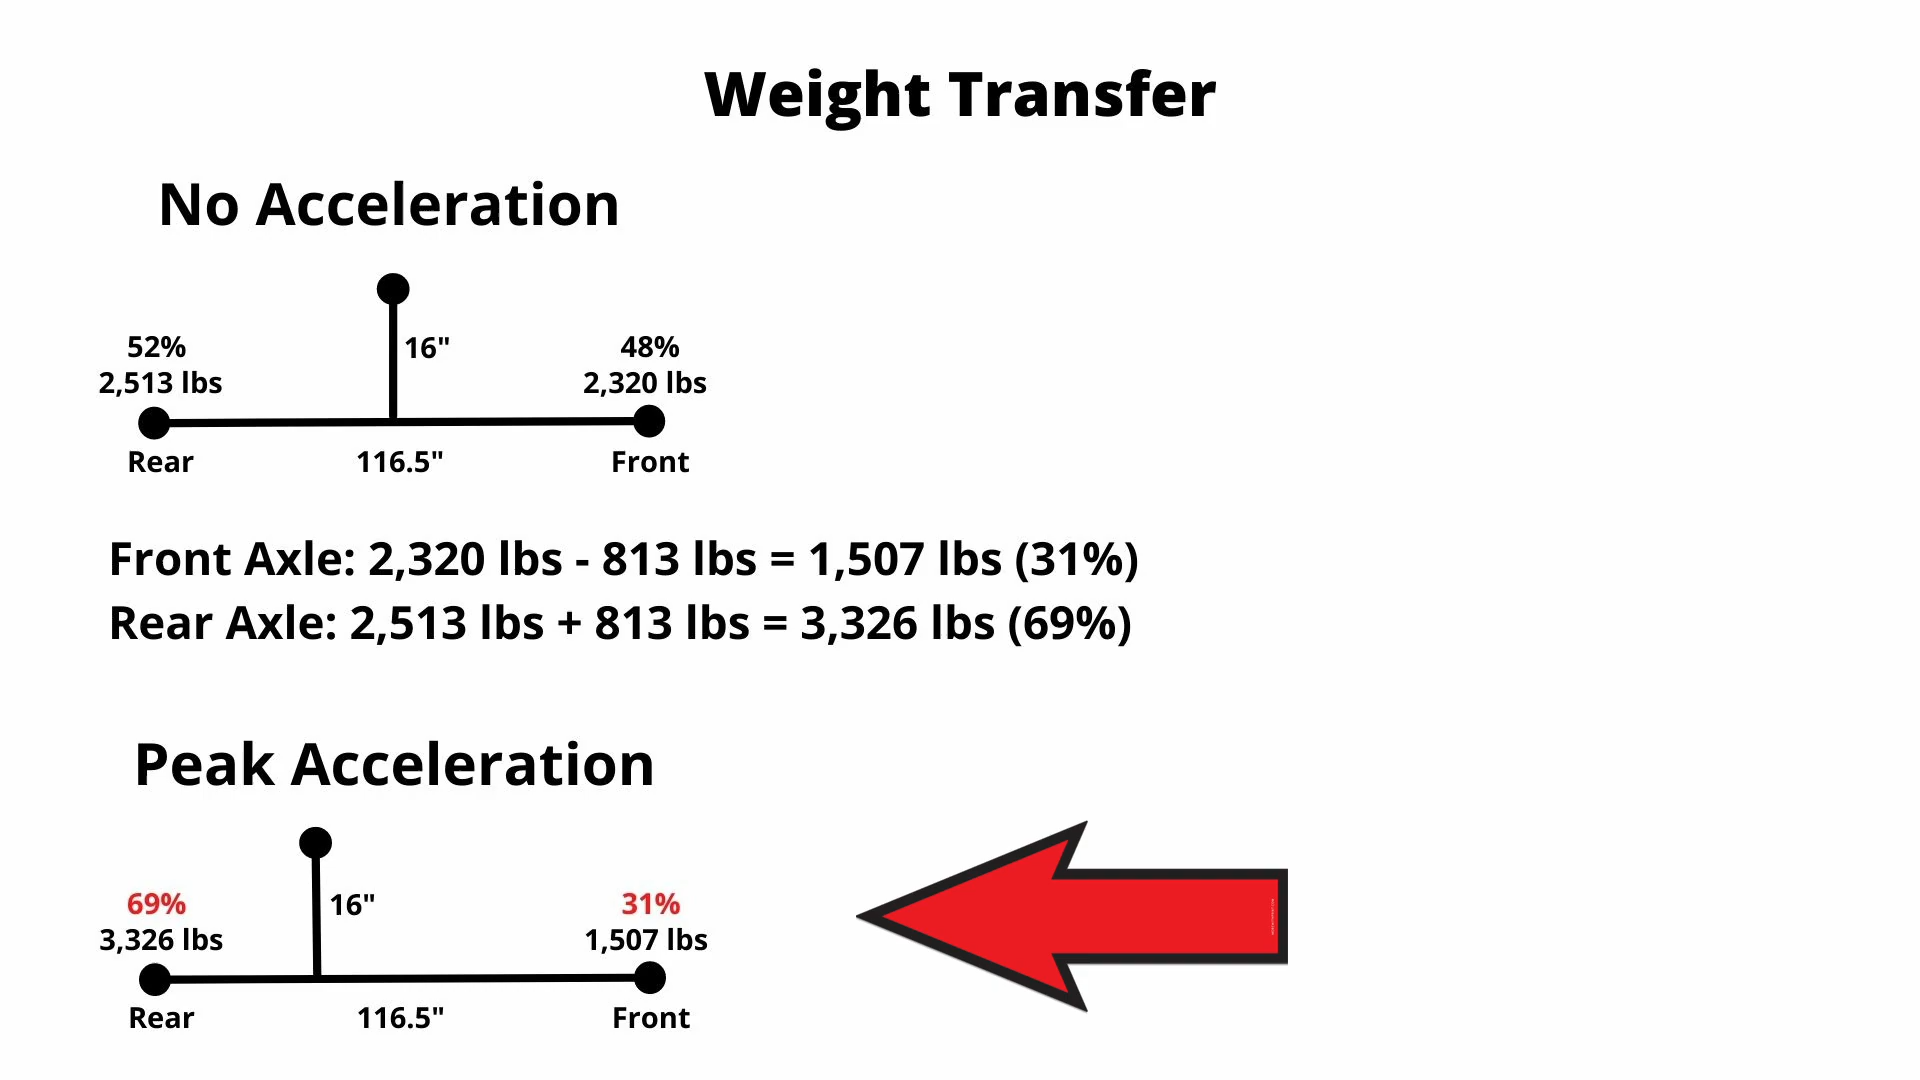 Weight Transfer
No Acceleration
16"
52%
48%
2,513 lbs
2,320 lbs
Rear
116.5"
Front
Front Axle: 2,320 lbs - 813 lbs = 1,507 lbs (31%)
Rear Axle: 2,513 lbs + 813 lbs = 3,326 lbs (69%)
Peak Acceleration
69%
16"
31%
3,326 lbs
1,507 lbs
Rear
116.5"
Front